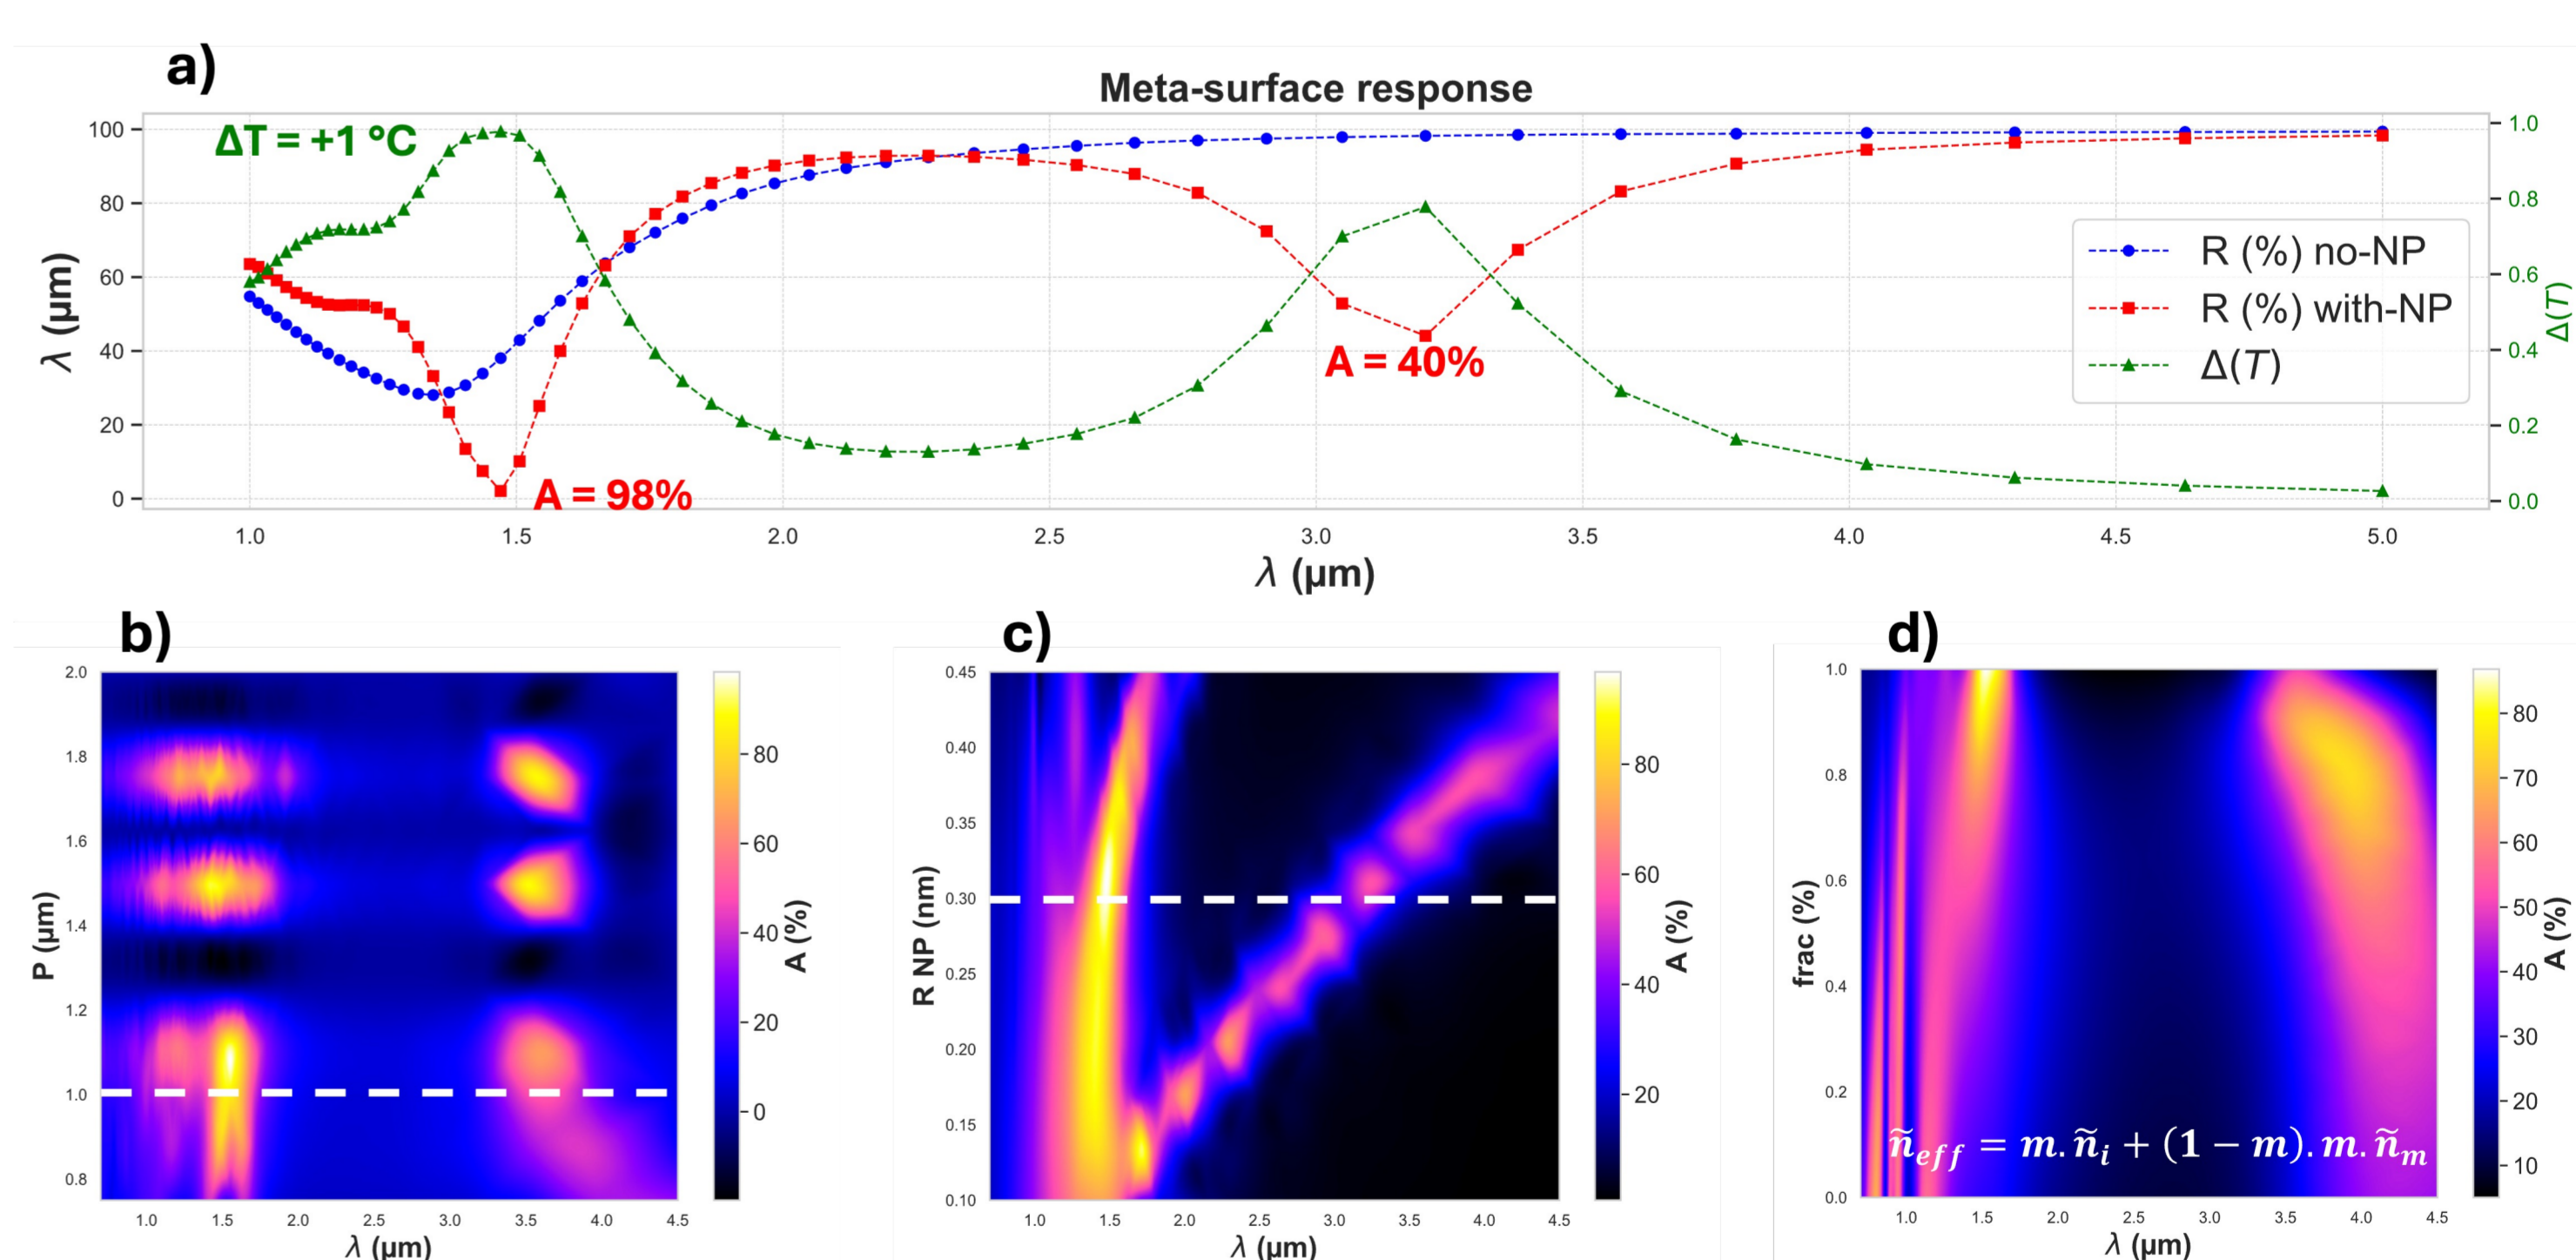 a)
Meta-surface response
ΔT = +1 °C
A = 98%
A = 40%
R (%) no-NP
R (%) with-NP
Δ(T)
λ (µm)
100
80
60
40
20
0
1.0
0.8
0.6
0.4
0.2
0.0
Δ(T)
1.0 1.5 2.0 2.5 3.0 3.5 4.0 4.5 5.0
λ (µm)
b)
P (µm)
2.0
1.8
1.6
1.4
1.2
1.0
0.8
1.0 1.5 2.0 2.5 3.0 3.5 4.0 4.5
λ (µm)
80
60
40
20
0
A (%)
c)
R NP (nm)
0.45
0.40
0.35
0.30
0.25
0.20
0.15
0.10
1.0 1.5 2.0 2.5 3.0 3.5 4.0 4.5
λ (µm)
80
60
40
20
A (%)
d)
frac (%)
1.0
0.8
0.6
0.4
0.2
0.0
ñeff = m.ñi + (1 − m).m.ñm
1.0 1.5 2.0 2.5 3.0 3.5 4.0 4.5
λ (µm)
80
70
60
50
40
30
20
10
A (%)